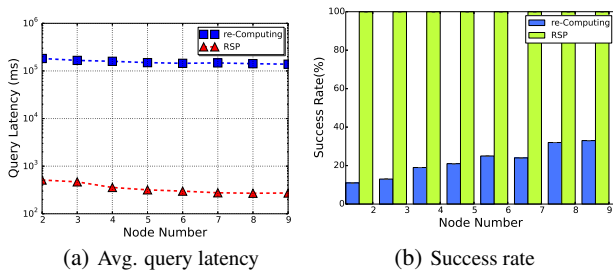 10^6
10^5
10^4
10^3
10^2
Query Latency (ms)
re-Computing
RSP
2 3 4 5 6 7 8 9
Node Number
(a) Avg. query latency
100
80
60
40
20
0
Success Rate(%)
re-Computing
RSP
2 3 4 5 6 7 8 9
Node Number
(b) Success rate